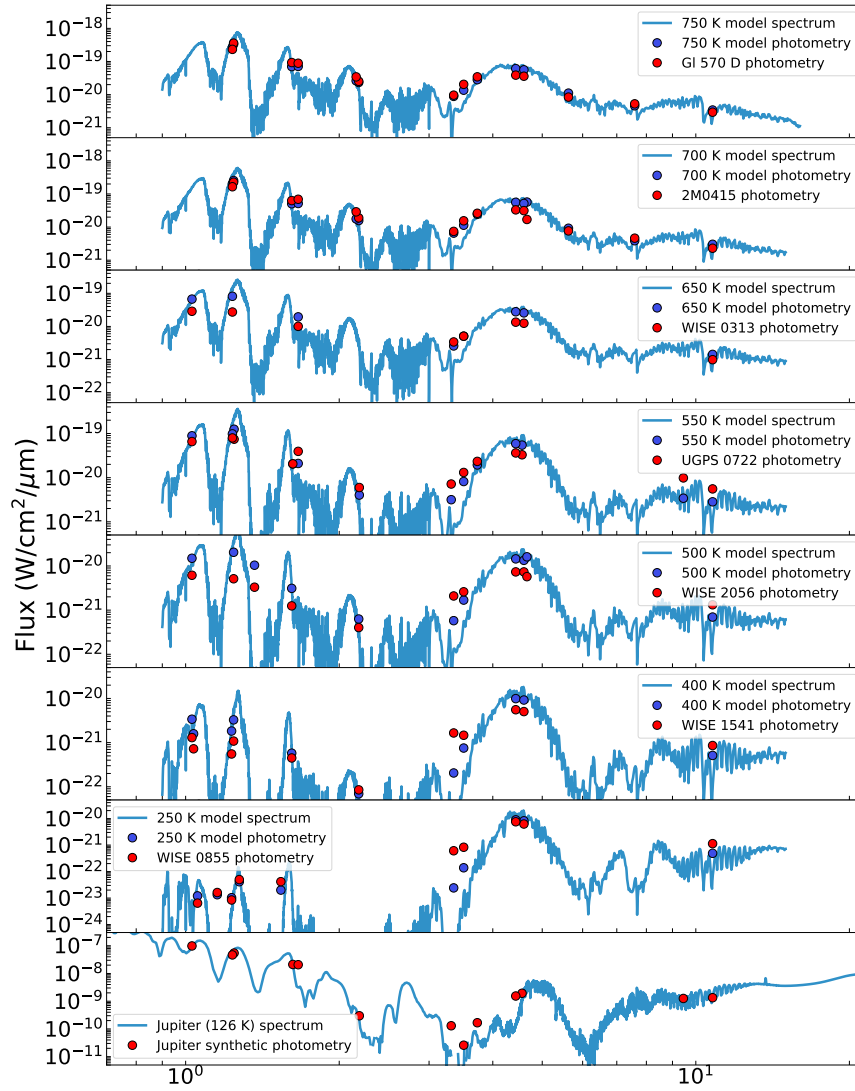 10⁻¹⁸
10⁻¹⁹
10⁻²⁰
10⁻²¹
750 K model spectrum
750 K model photometry
Gl 570 D photometry
10⁻¹⁸
10⁻¹⁹
10⁻²⁰
10⁻²¹
700 K model spectrum
700 K model photometry
2M0415 photometry
10⁻¹⁹
10⁻²⁰
10⁻²¹
10⁻²²
650 K model spectrum
650 K model photometry
WISE 0313 photometry
10⁻¹⁹
10⁻²⁰
10⁻²¹
550 K model spectrum
550 K model photometry
UGPS 0722 photometry
Flux (W/cm²/μm)
10⁻²⁰
10⁻²¹
10⁻²²
500 K model spectrum
500 K model photometry
WISE 2056 photometry
10⁻²⁰
10⁻²¹
10⁻²²
400 K model spectrum
400 K model photometry
WISE 1541 photometry
10⁻²⁰
10⁻²¹
10⁻²²
10⁻²³
10⁻²⁴
250 K model spectrum
250 K model photometry
WISE 0855 photometry
10⁻⁷
10⁻⁸
10⁻⁹
10⁻¹⁰
10⁻¹¹
Jupiter (126 K) spectrum
Jupiter synthetic photometry
10⁰
10¹